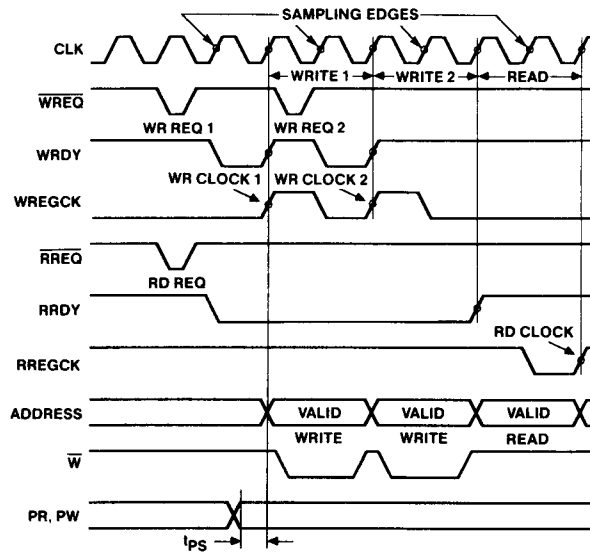 SAMPLING EDGES
CLK
WRITE 1 WRITE 2 READ
WREQ
WR REQ 1 WR REQ 2
WRDY
WR CLOCK 1 WR CLOCK 2
WREGCK
RREQ
RD REQ
RRDY
RD CLOCK
RREGCK
ADDRESS VALID VALID VALID
WRITE WRITE READ
W
PR, PW
tPS